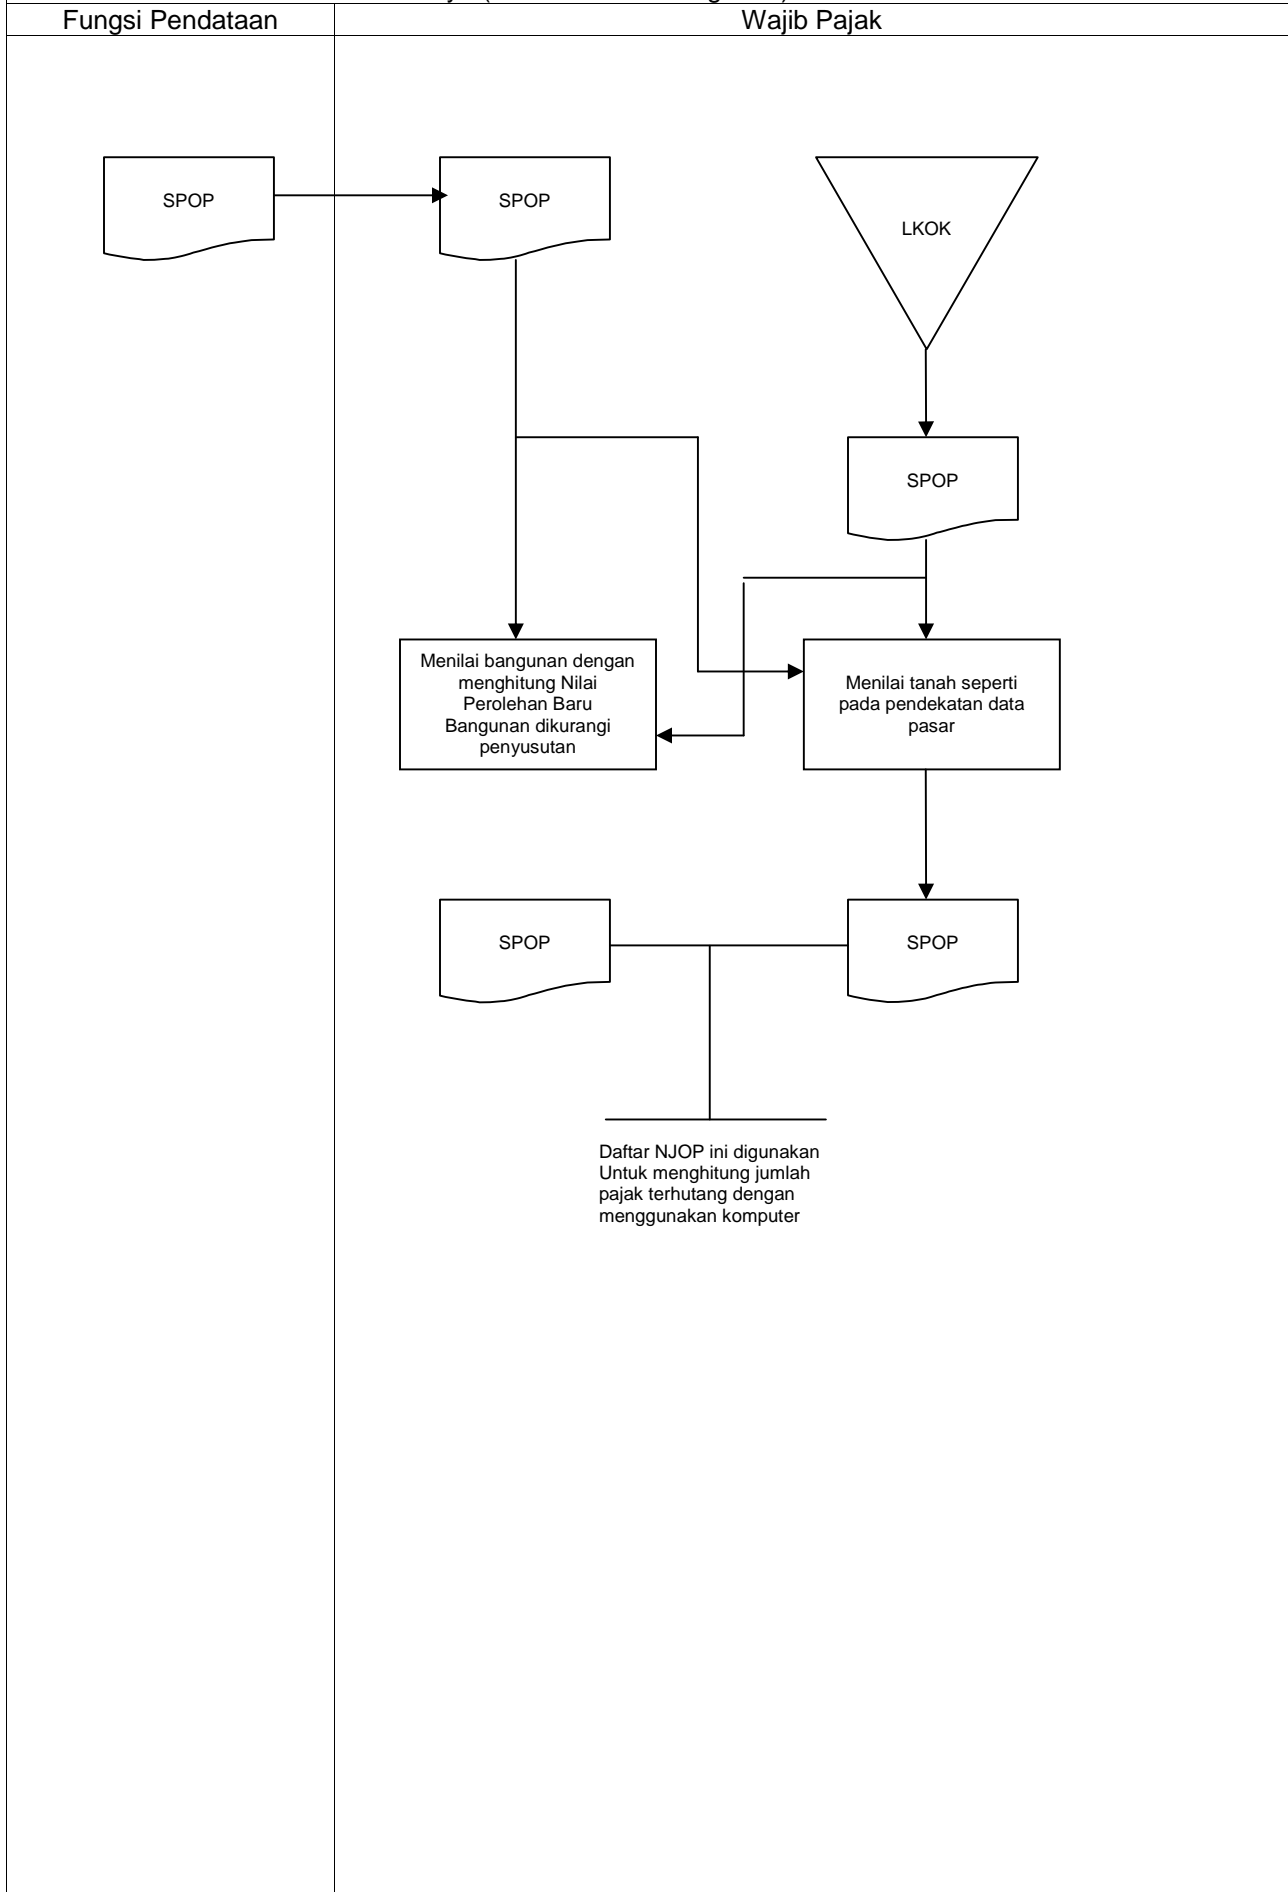 Fungsi Pendataan
Wajib Pajak
SPOP
SPOP
LKOK
SPOP
Menilai bangunan dengan
menghitung Nilai
Perolehan Baru
Bangunan dikurangi
penyusutan
Menilai tanah seperti
pada pendekatan data
pasar
SPOP
SPOP
Daftar NJOP ini digunakan
Untuk menghitung jumlah
pajak terhutang dengan
menggunakan komputer